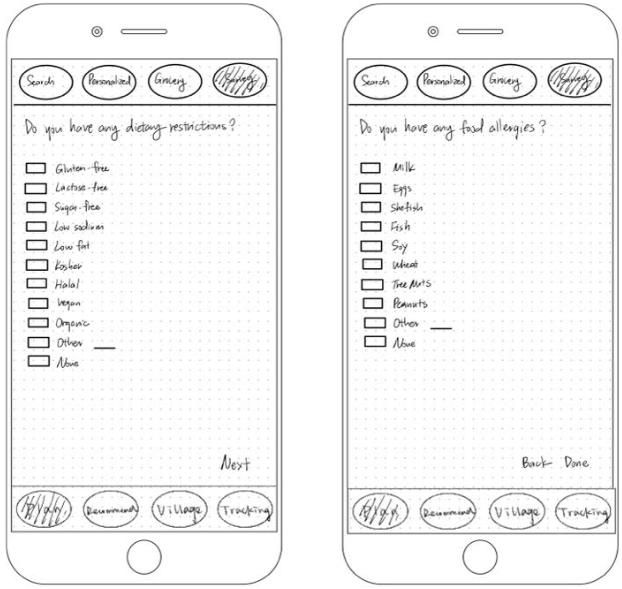 Search Personalized Grocery Survey
Do you have any dietary restrictions?
Gluten-free
Lactose-free
Sugar-free
Low sodium
Low fat
Kosher
Halal
Vegan
Organic
Other
None
Next
Plan Recommend Village Tracking
Search Personalized Grocery Survey
Do you have any food allergies?
Milk
Eggs
Shefish
Fish
Soy
Wheat
Tree Nuts
Peanuts
Other
None
Back Done
Plan Recommend Village Tracking